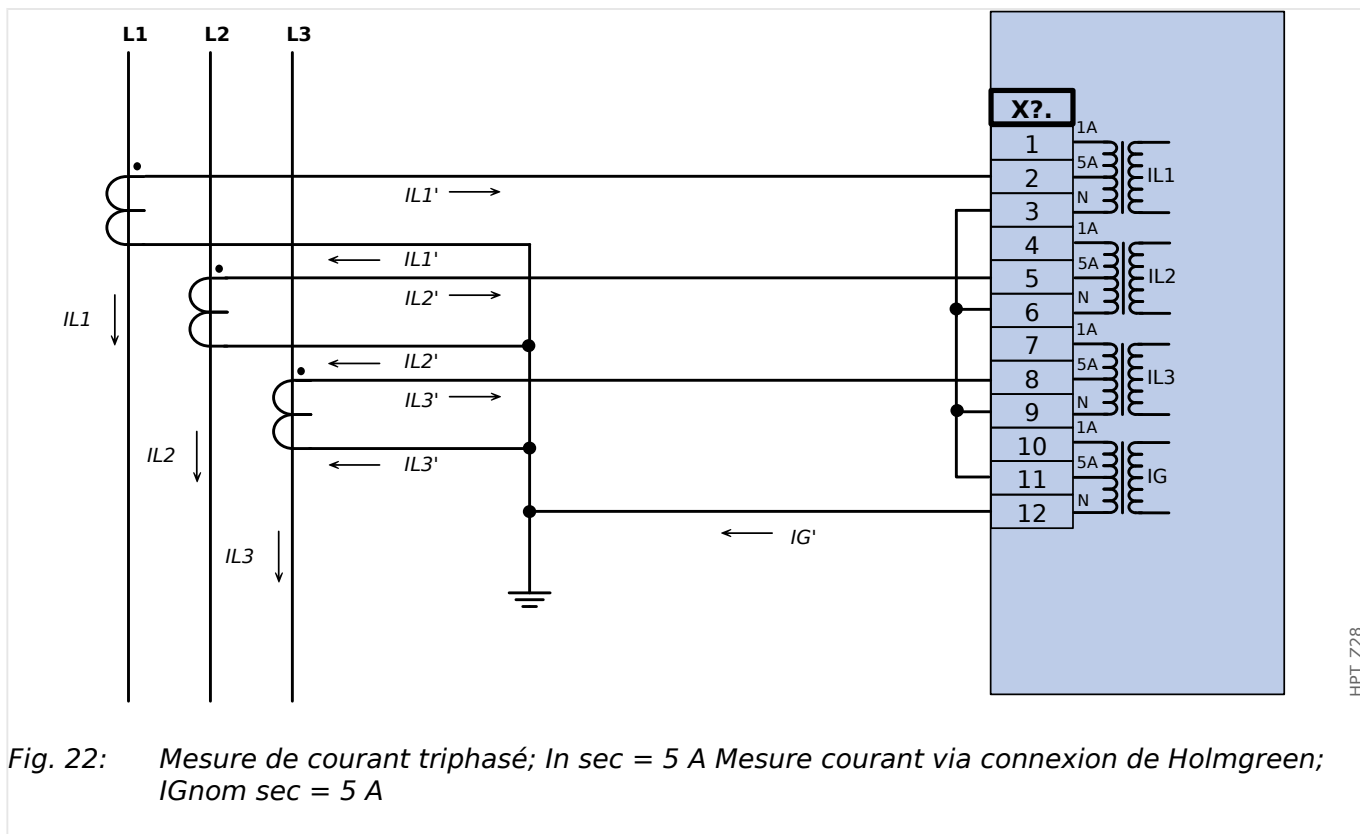 L1 L2 L3
X?.
1 1A
2 5A IL1
3 N
4 1A
5 5A IL2
6 N
7 1A
8 5A IL3
9 N
10 1A
11 5A IG
12 N
IL1'
IL1'
IL2'
IL1
IL2'
IL3'
IL2
IL3'
IG'
IL3
HPT_Z28
Fig. 22: Mesure de courant triphasé; In sec = 5 A Mesure courant via connexion de Holmgreen;
IGnom sec = 5 A